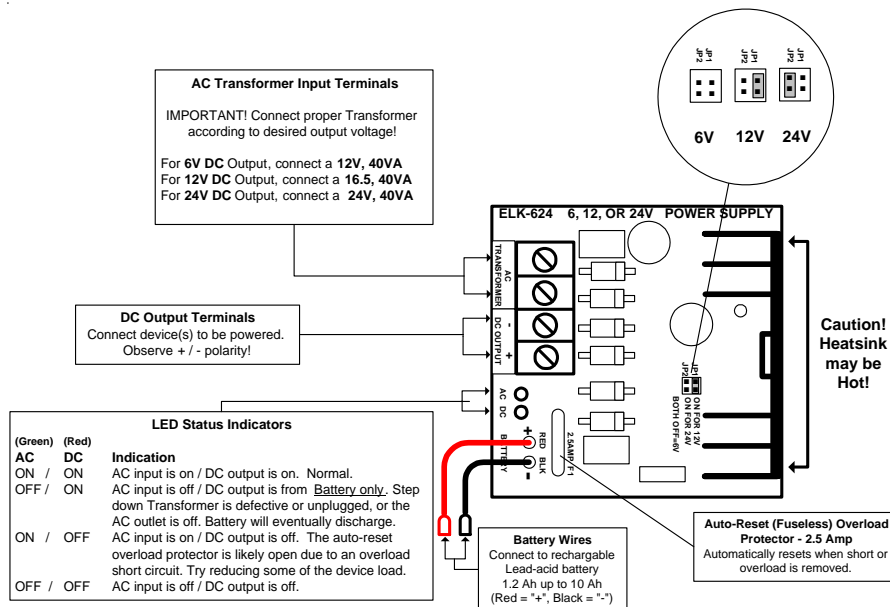 JP1
JP2
JP1
JP2
JP1
JP2
6V 12V 24V
AC Transformer Input Terminals
IMPORTANT! Connect proper Transformer
according to desired output voltage!
For 6V DC Output, connect a 12V, 40VA
For 12V DC Output, connect a 16.5, 40VA
For 24V DC Output, connect a 24V, 40VA
ELK-624 6, 12, OR 24V POWER SUPPLY
AC
TRANSFORMER
DC OUTPUT
-
+
DC Output Terminals
Connect device(s) to be powered.
Observe + / - polarity!
Caution!
Heatsink
may be
Hot!
JP1
JP2
ON FOR 12V
ON FOR 24V
BOTH OFF=6V
AC
DC
+
RED
BATTERY
BLK
-
2.5AMP/F1
LED Status Indicators
(Green) (Red)
AC DC Indication
ON / ON AC input is on / DC output is on. Normal.
OFF / ON AC input is off / DC output is from Battery only. Step
down Transformer is defective or unplugged, or the
AC outlet is off. Battery will eventually discharge.
ON / OFF AC input is on / DC output is off. The auto-reset
overload protector is likely open due to an overload
short circuit. Try reducing some of the device load.
OFF / OFF AC input is off / DC output is off.
Battery Wires
Connect to rechargable
Lead-acid battery
1.2 Ah up to 10 Ah
(Red = "+", Black = "-")
Auto-Reset (Fuseless) Overload
Protector - 2.5 Amp
Automatically resets when short or
overload is removed.